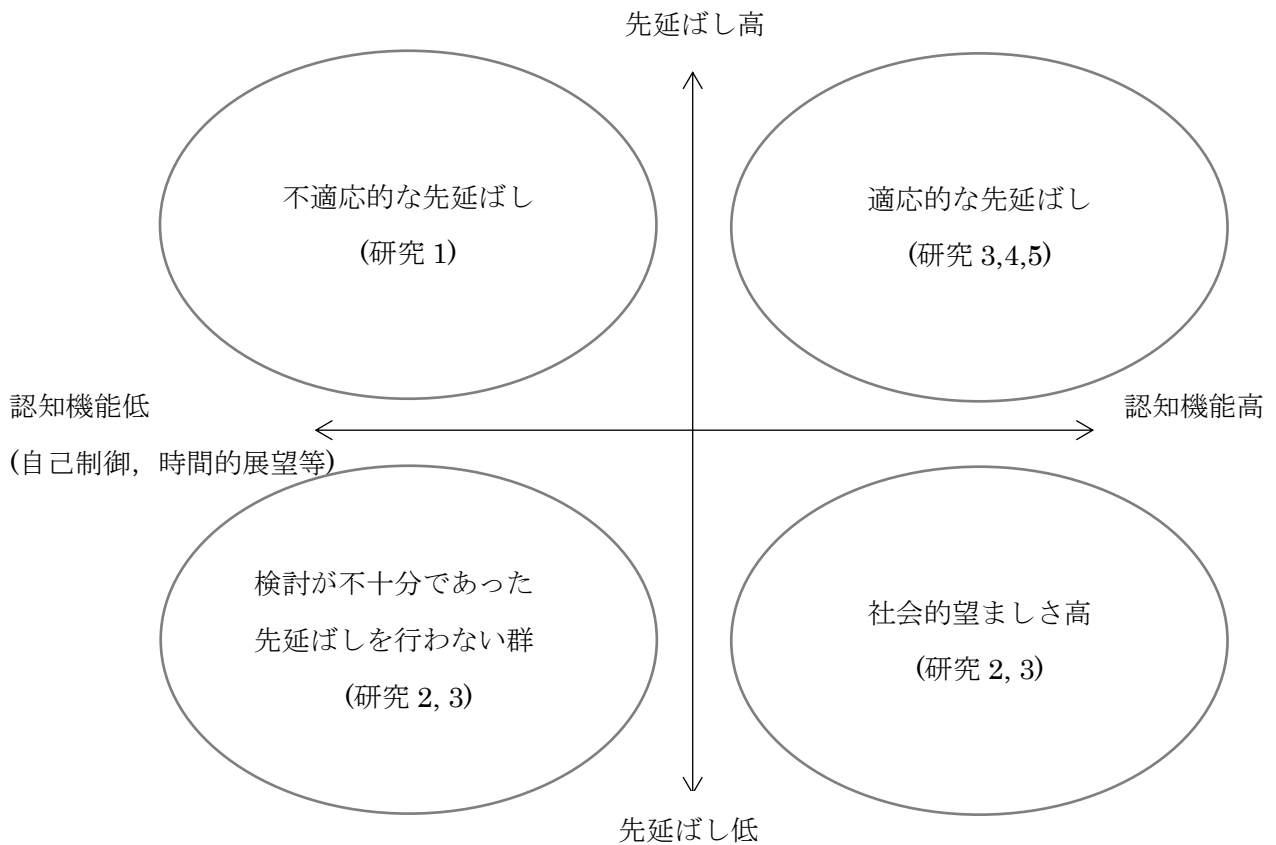 先延ばし高
不適応的な先延ばし
(研究 1)
適応的な先延ばし
(研究 3,4,5)
認知機能低
(自己制御，時間的展望等)
認知機能高
検討が不十分であった
先延ばしを行わない群
(研究 2, 3)
社会的望ましさ高
(研究 2, 3)
先延ばし低